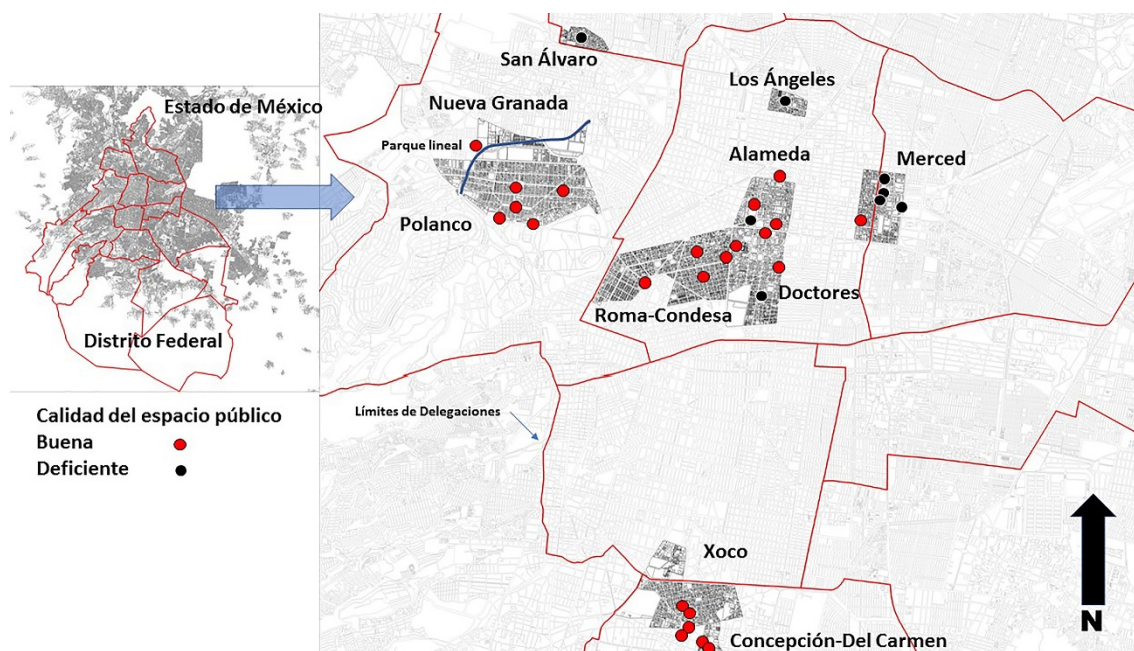 San Álvaro
Los Ángeles
Estado de México
Nueva Granada
Parque lineal
Alameda
Merced
Polanco
Doctores
Roma-Condesa
Distrito Federal
Calidad del espacio público
Buena
Deficiente
Límites de Delegaciones
Xoco
Concepción-Del Carmen
N